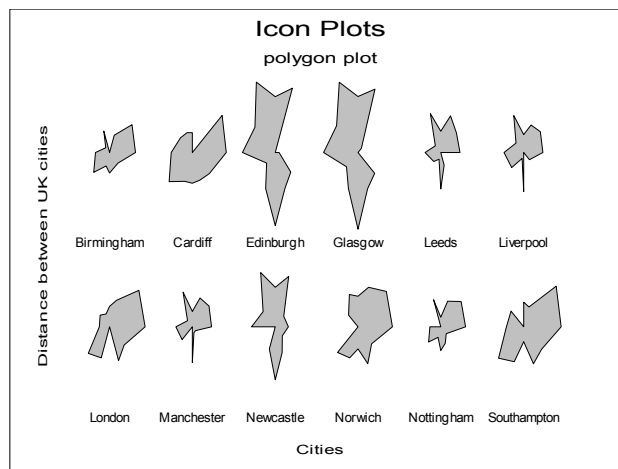 Icon Plots
polygon plot
Distance between UK cities
Birmingham Cardiff Edinburgh Glasgow Leeds Liverpool
London Manchester Newcastle Norwich Nottingham Southampton
Cities